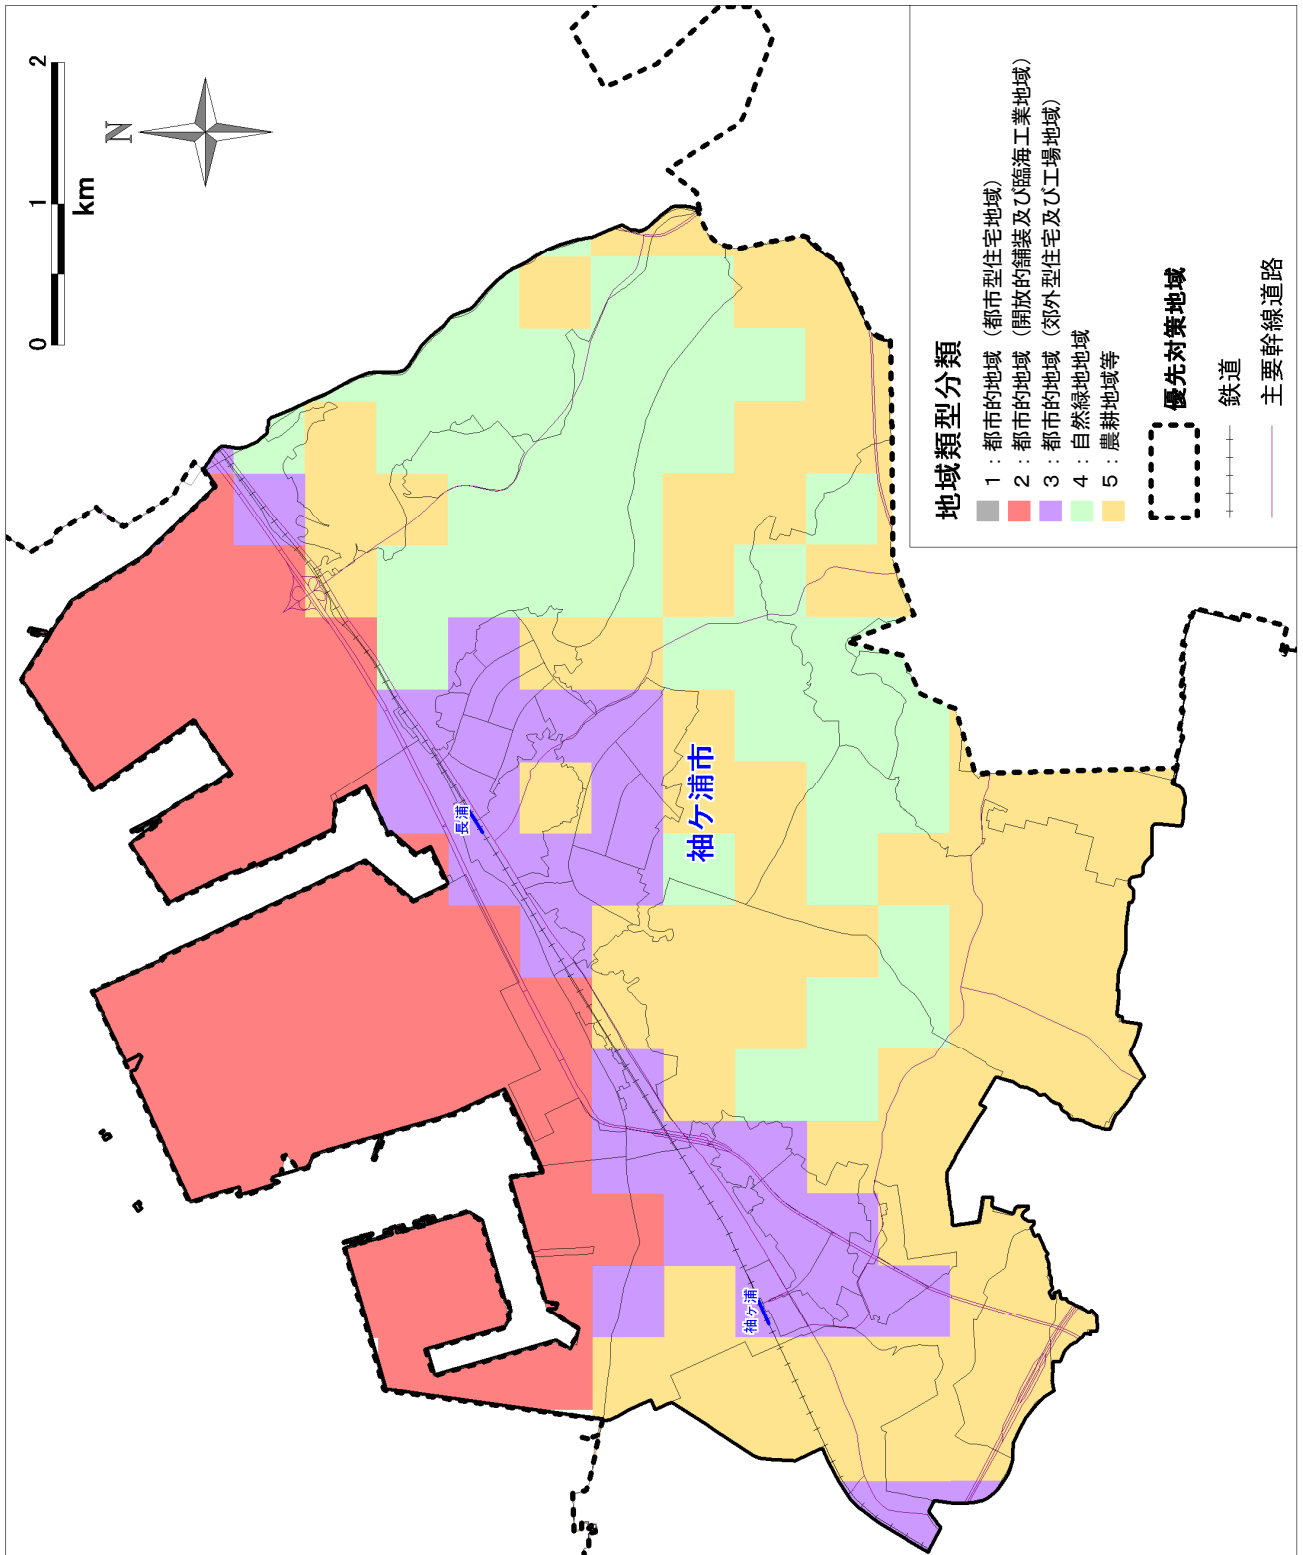 0 1 2
km
N
地域類型分類
1：都市的地域（都市型住宅地域）
2：都市的地域（開放的舗装及び臨海工業地域）
3：都市的地域（郊外型住宅及び工場地域）
4：自然緑地地域
5：農耕地域等
優先対策地域
鉄道
主要幹線道路
長浦
袖ケ浦市
袖ケ浦